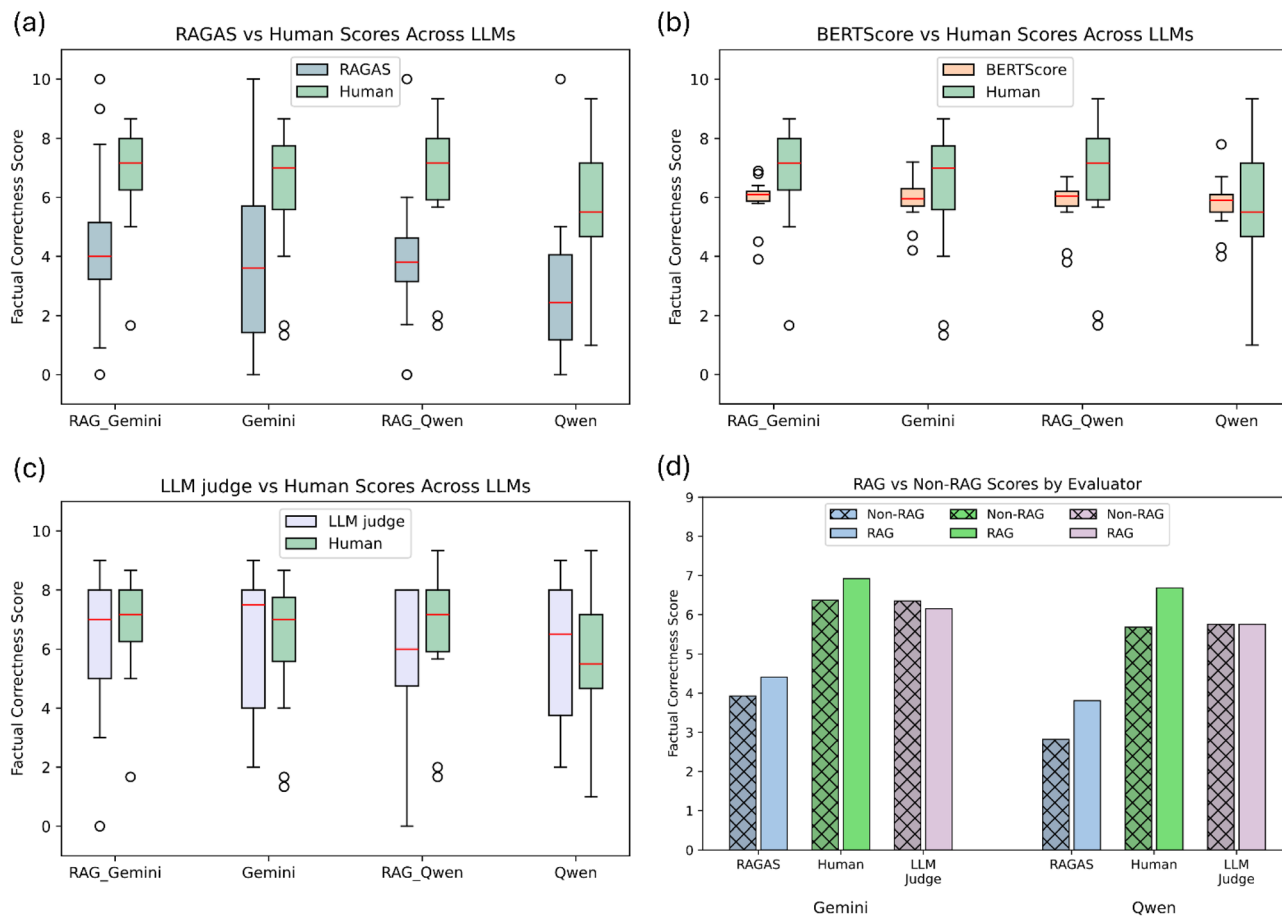 (a)
RAGAS vs Human Scores Across LLMs
RAGAS
Human
Factual Correctness Score
10
8
6
4
2
0
RAG_Gemini
Gemini
RAG_Qwen
Qwen
(b)
BERTScore vs Human Scores Across LLMs
BERTScore
Human
Factual Correctness Score
10
8
6
4
2
0
RAG_Gemini
Gemini
RAG_Qwen
Qwen
(c)
LLM judge vs Human Scores Across LLMs
LLM judge
Human
Factual Correctness Score
10
8
6
4
2
0
RAG_Gemini
Gemini
RAG_Qwen
Qwen
(d)
RAG vs Non-RAG Scores by Evaluator
Non-RAG Non-RAG Non-RAG
RAG RAG RAG
Factual Correctness Score
9
8
7
6
5
4
3
2
1
0
RAGAS Human LLM RAGAS Human LLM
Judge Judge
Gemini Qwen